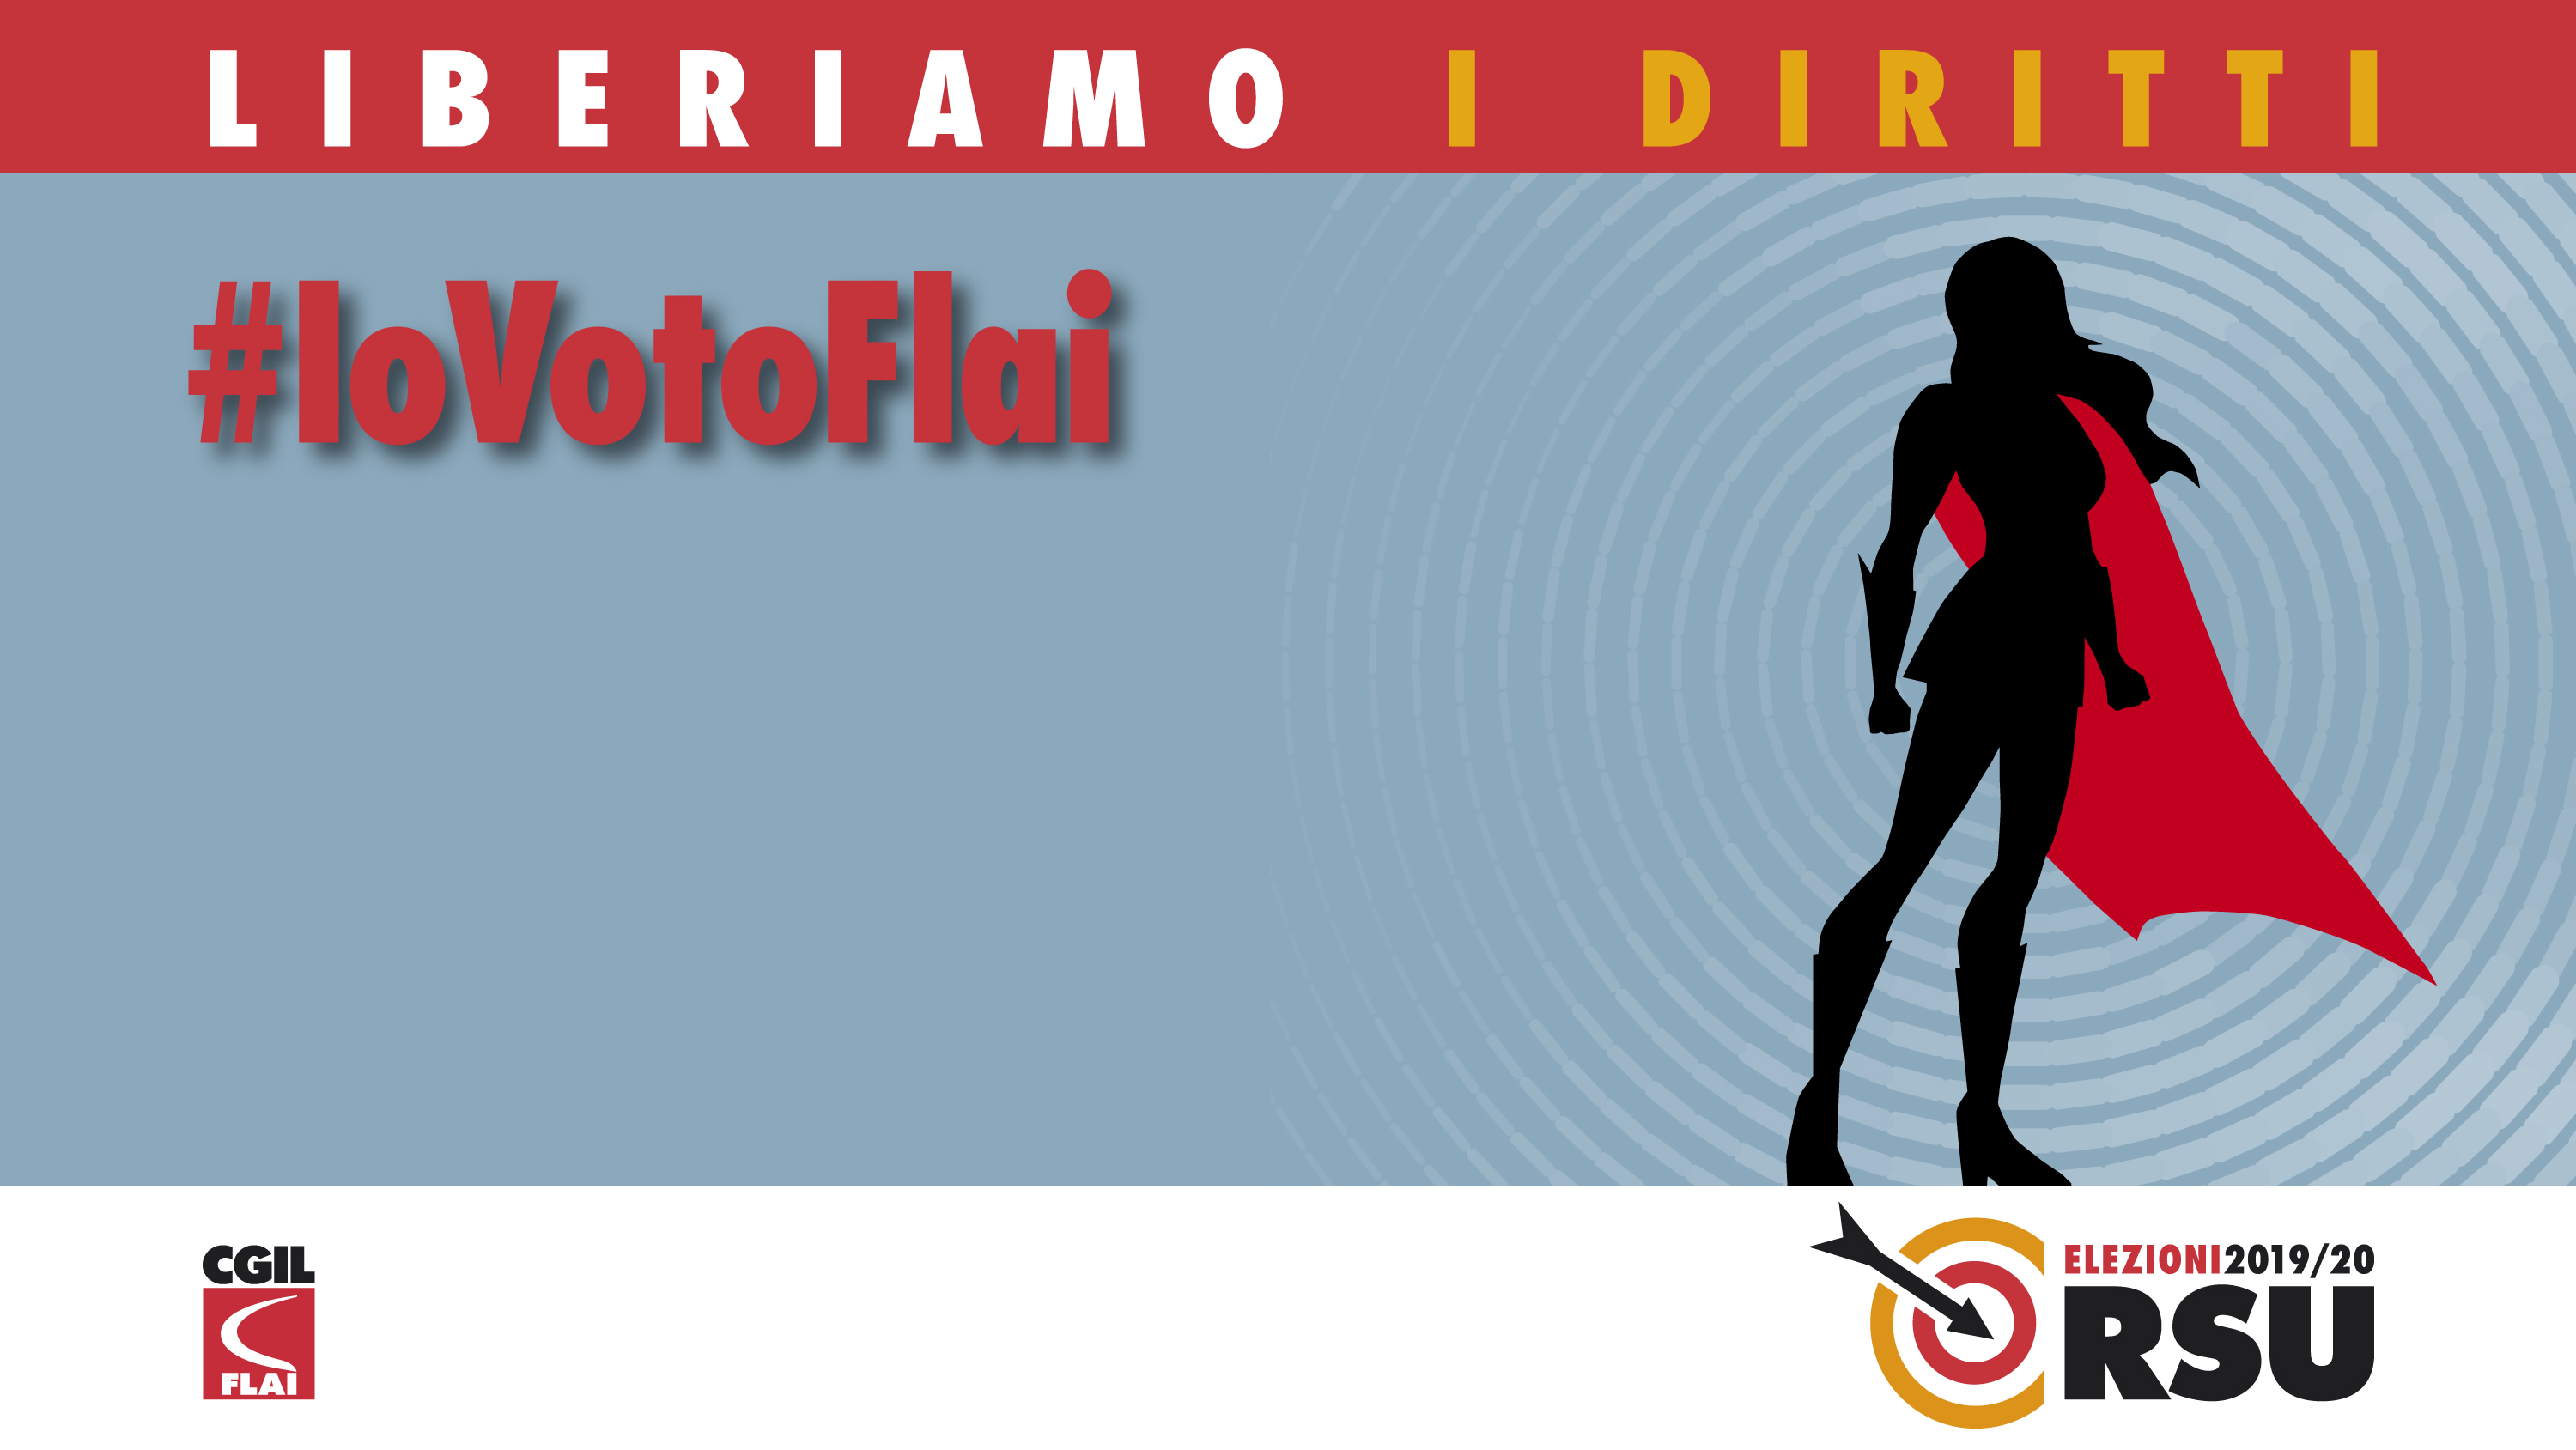 LIBERIAMO I DIRITTI
#IoVotoFlai
CGIL
FLAI
ELEZIONI2019/20
RSU